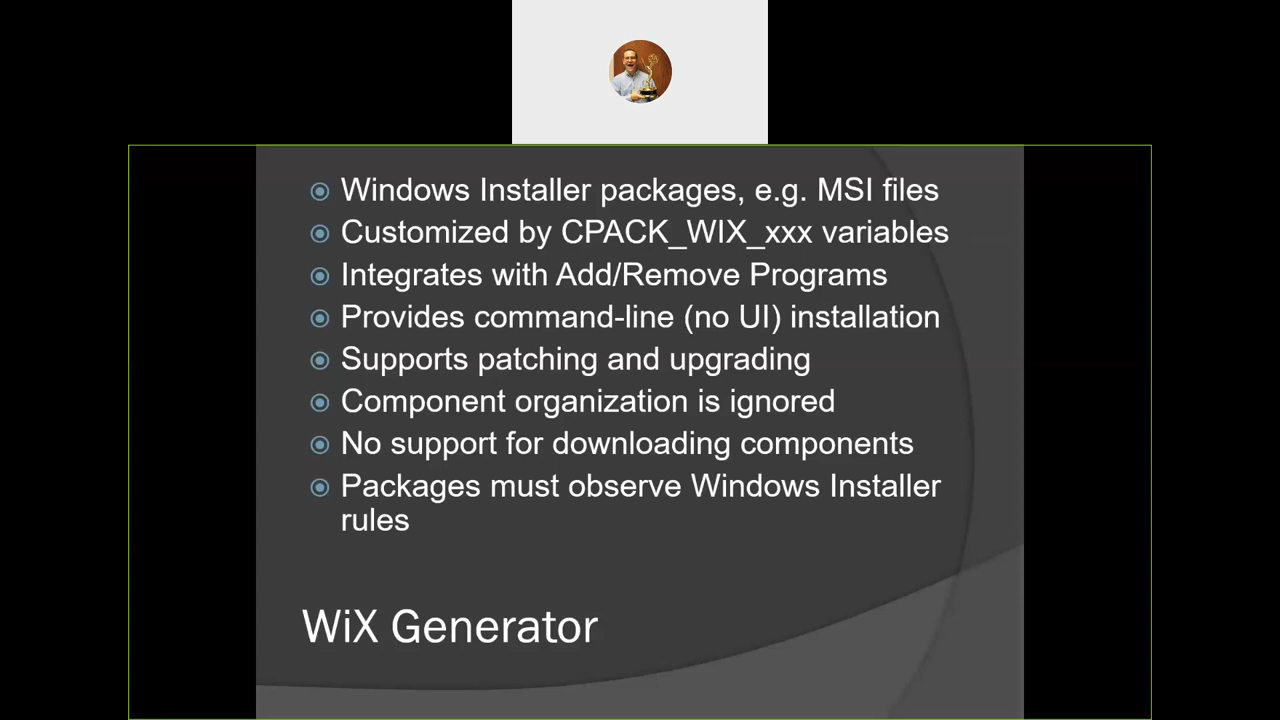 Windows Installer packages, e.g. MSI files
Customized by CPACK_WIX_xxx variables
Integrates with Add/Remove Programs
Provides command-line (no UI) installation
Supports patching and upgrading
Component organization is ignored
No support for downloading components
Packages must observe Windows Installer
rules
WiX Generator